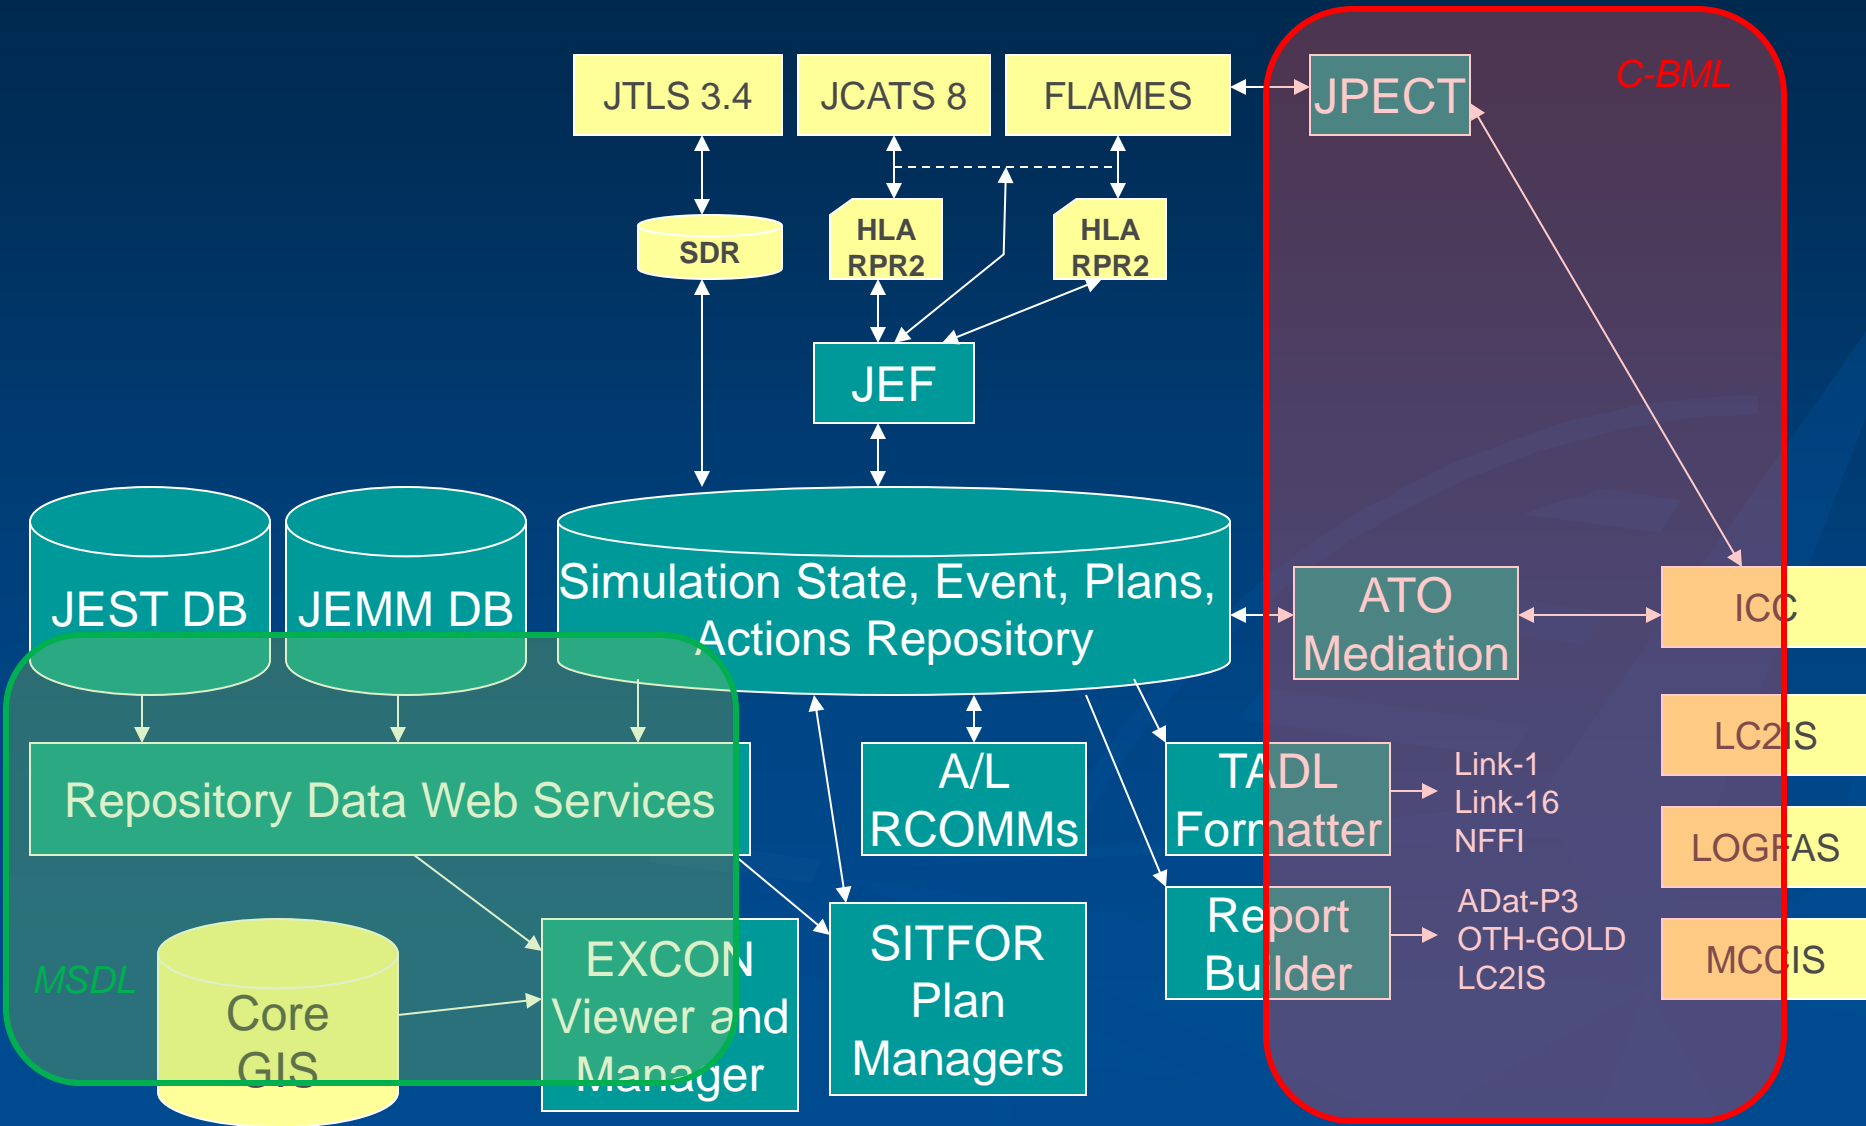 C-BML
JTLS 3.4
JCATS 8
FLAMES
JPECT
SDR
HLA
RPR2
HLA
RPR2
JEF
JEST DB
JEMM DB
Simulation State, Event, Plans,
Actions Repository
ATO
Mediation
ICC
LC2IS
LOGFAS
MCCIS
Repository Data Web Services
A/L
RCOMMs
TADL
Formatter
Link-1
Link-16
NFFI
Report
Builder
ADat-P3
OTH-GOLD
LC2IS
MSDL
Core
GIS
EXCON
Viewer and
Manager
SITFOR
Plan
Managers